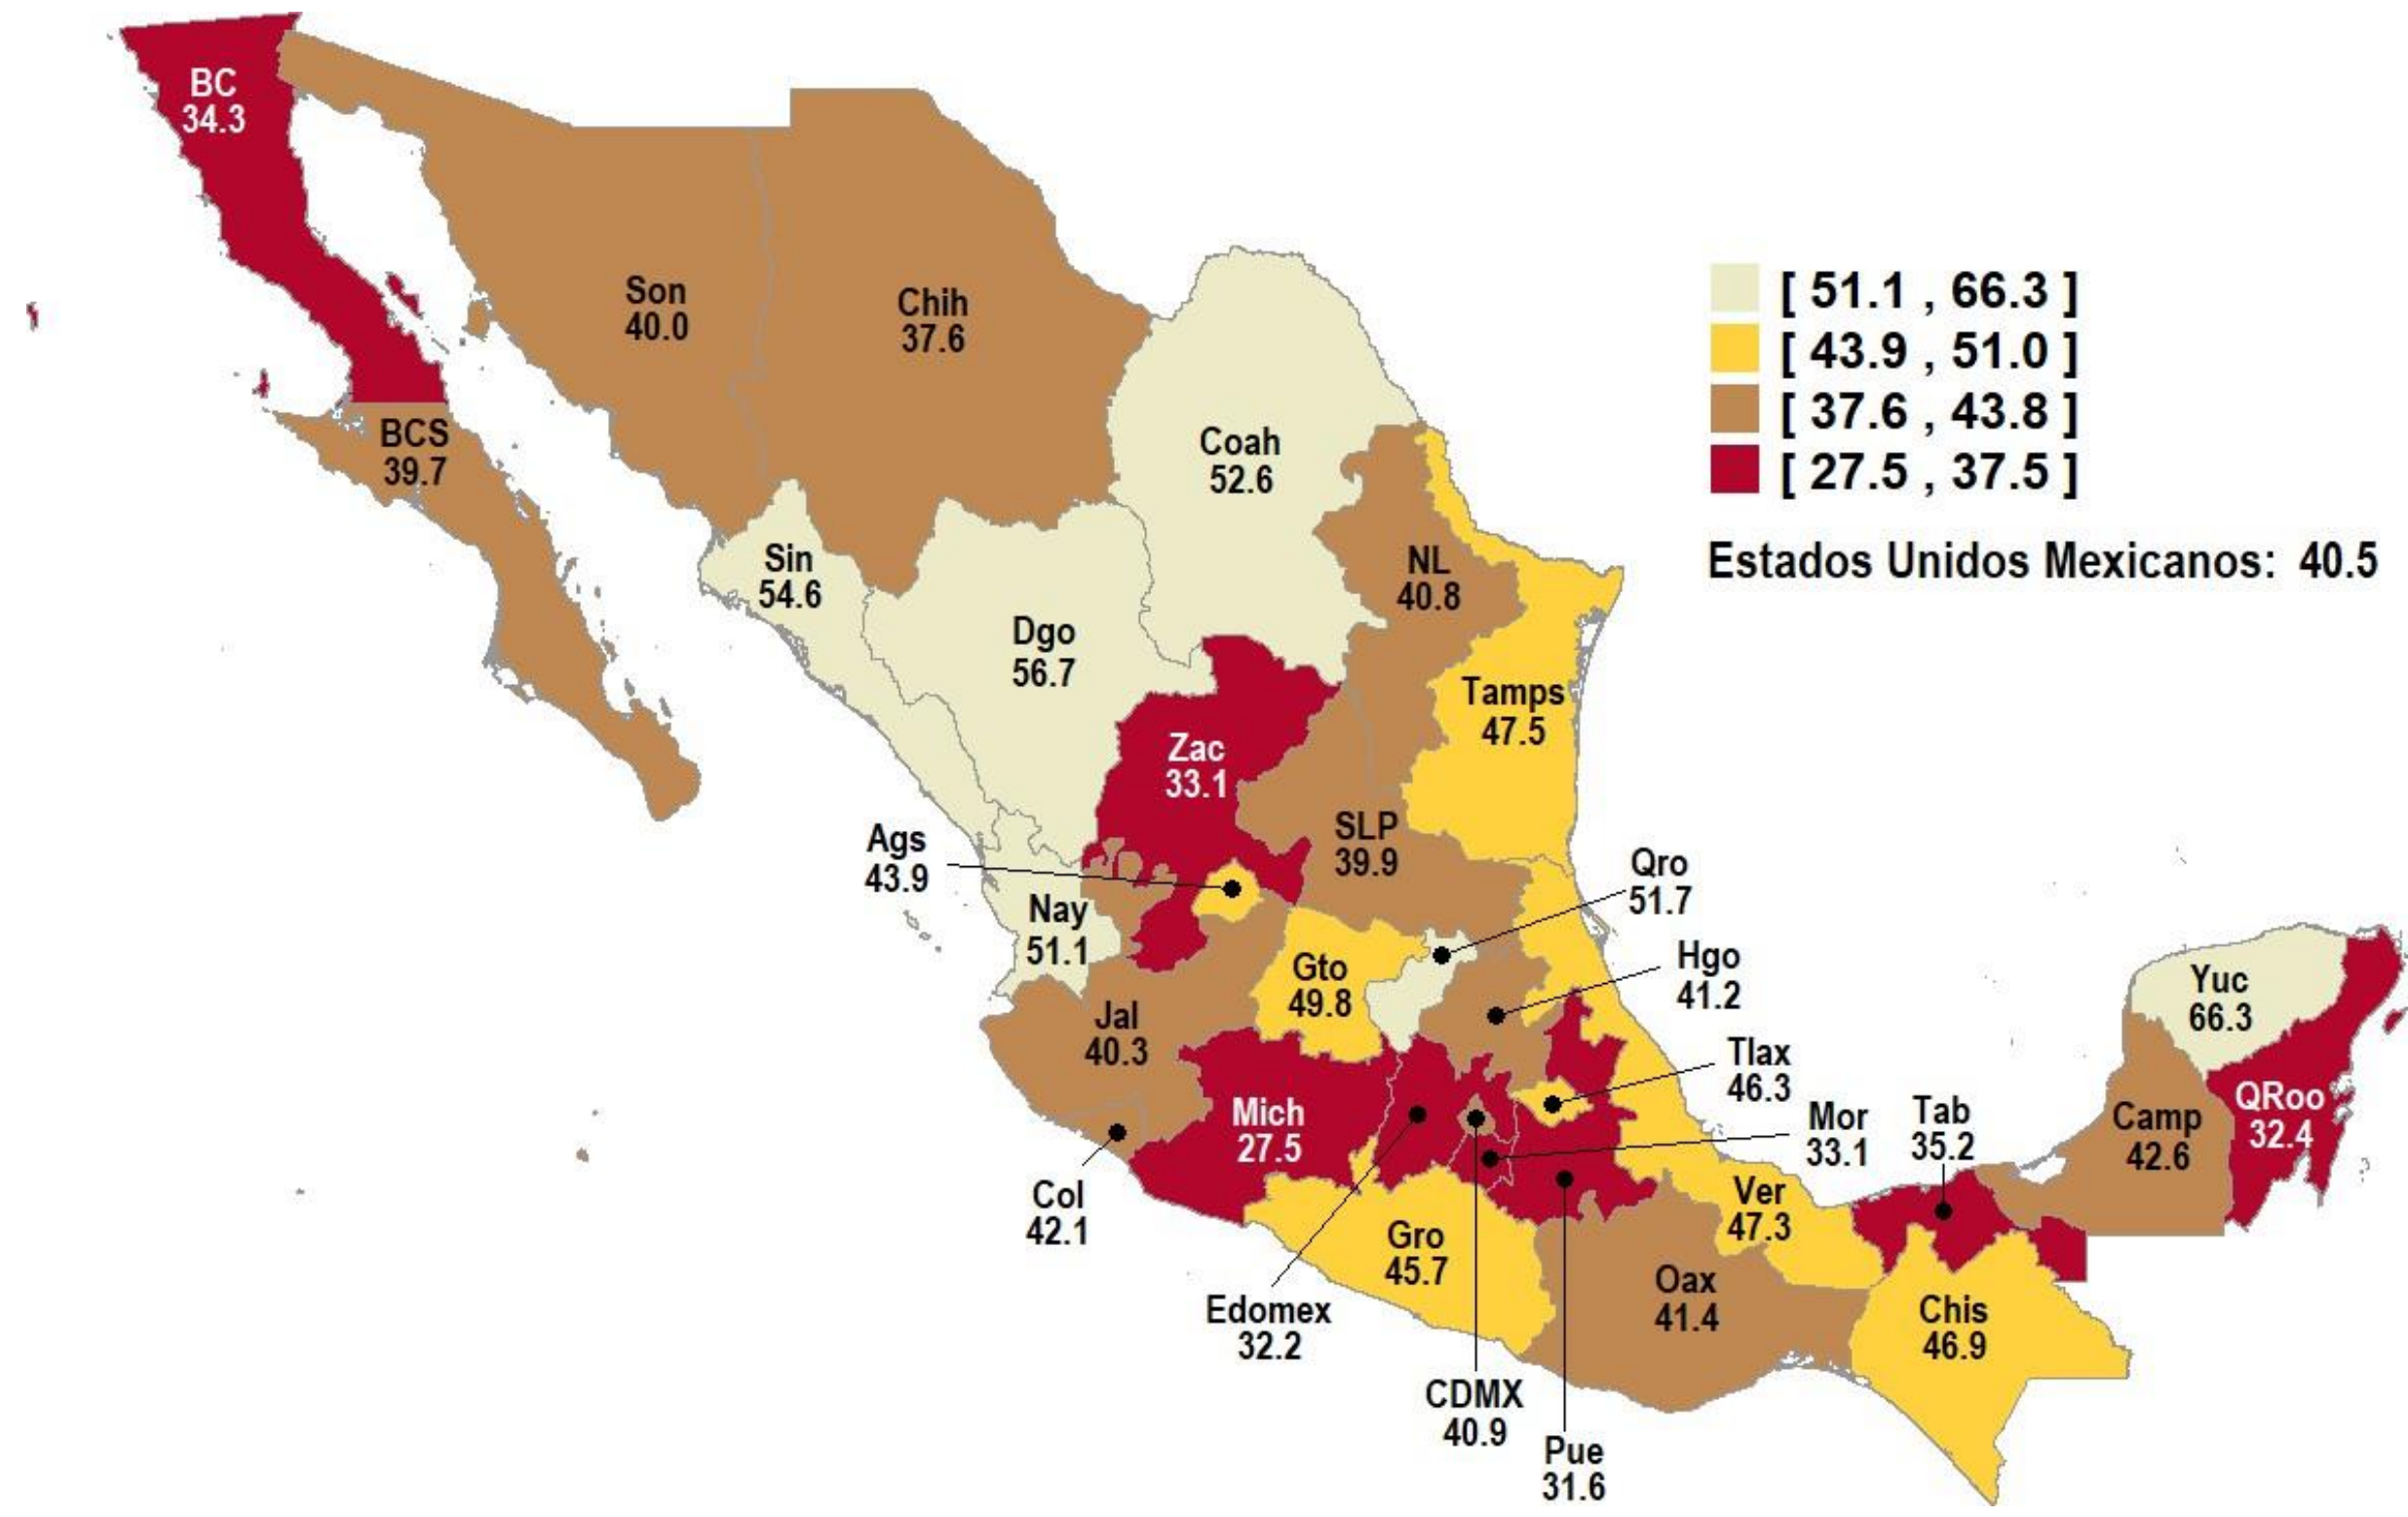 BC
34.3
Son
40.0
Chih
37.6
BCS
39.7
Coah
52.6
[ 51.1 , 66.3 ]
[ 43.9 , 51.0 ]
[ 37.6 , 43.8 ]
[ 27.5 , 37.5 ]
Estados Unidos Mexicanos: 40.5
Sin
54.6
NL
40.8
Dgo
56.7
Tamps
47.5
Zac
33.1
Ags
43.9
SLP
39.9
Qro
51.7
Nay
51.1
Gto
49.8
Hgo
41.2
Yuc
66.3
Jal
40.3
Tlax
46.3
Mich
27.5
Mor
33.1
Tab
35.2
Camp
42.6
QRoo
32.4
Col
42.1
Ver
47.3
Gro
45.7
Oax
41.4
Edomex
32.2
Chis
46.9
CDMX
40.9
Pue
31.6